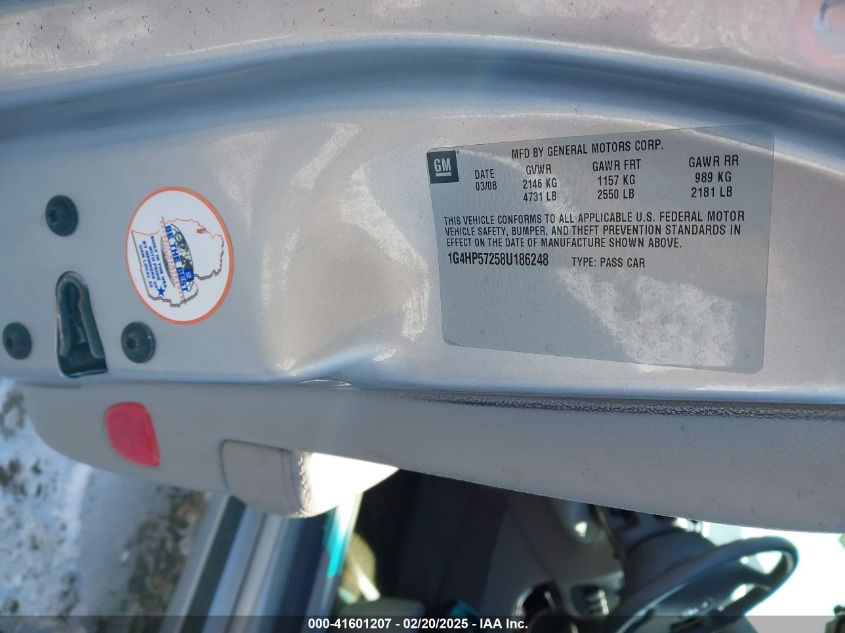 GM
MFD BY GENERAL MOTORS CORP.
DATE GVWR GAWR FRT GAWR RR
03/08 2146 KG 1157 KG 989 KG
4731 LB 2550 LB 2181 LB
THIS VEHICLE CONFORMS TO ALL APPLICABLE U.S. FEDERAL MOTOR
VEHICLE SAFETY, BUMPER, AND THEFT PREVENTION STANDARDS IN
EFFECT ON THE DATE OF MANUFACTURE SHOWN ABOVE.
1G4HP57258U186248 TYPE: PASS CAR
BE THE BEST
000-41601207 - 02/20/2025 - IAA Inc.